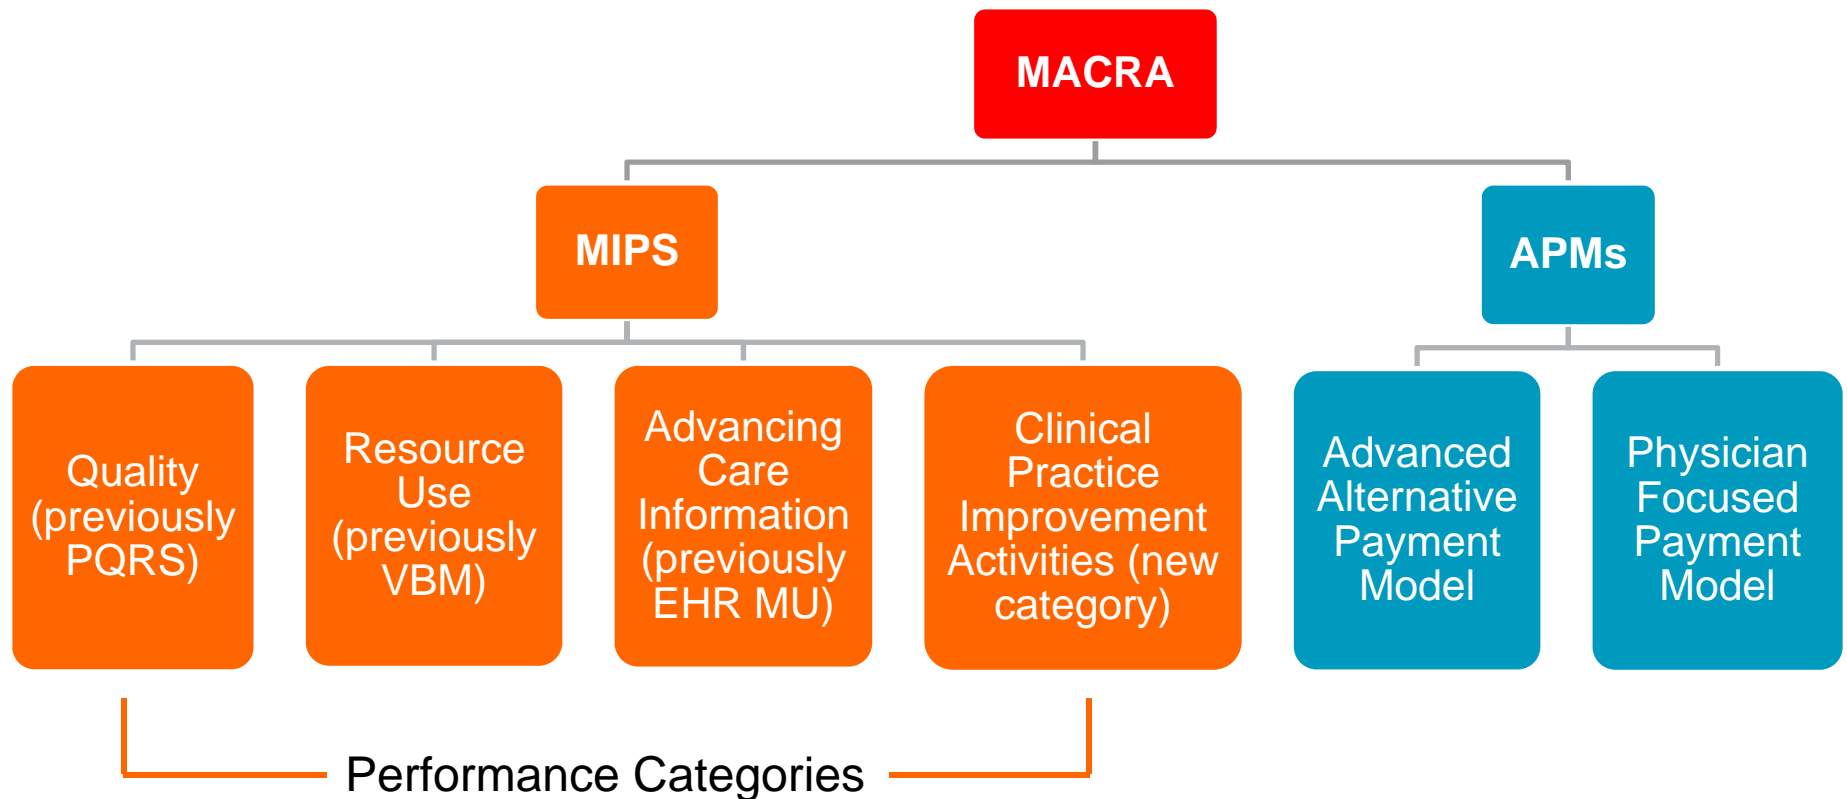 MACRA
MIPS
APMs
Quality
(previously
PQRS)
Resource
Use
(previously
VBM)
Advancing
Care
Information
(previously
EHR MU)
Clinical
Practice
Improvement
Activities (new
category)
Advanced
Alternative
Payment
Model
Physician
Focused
Payment
Model
Performance Categories